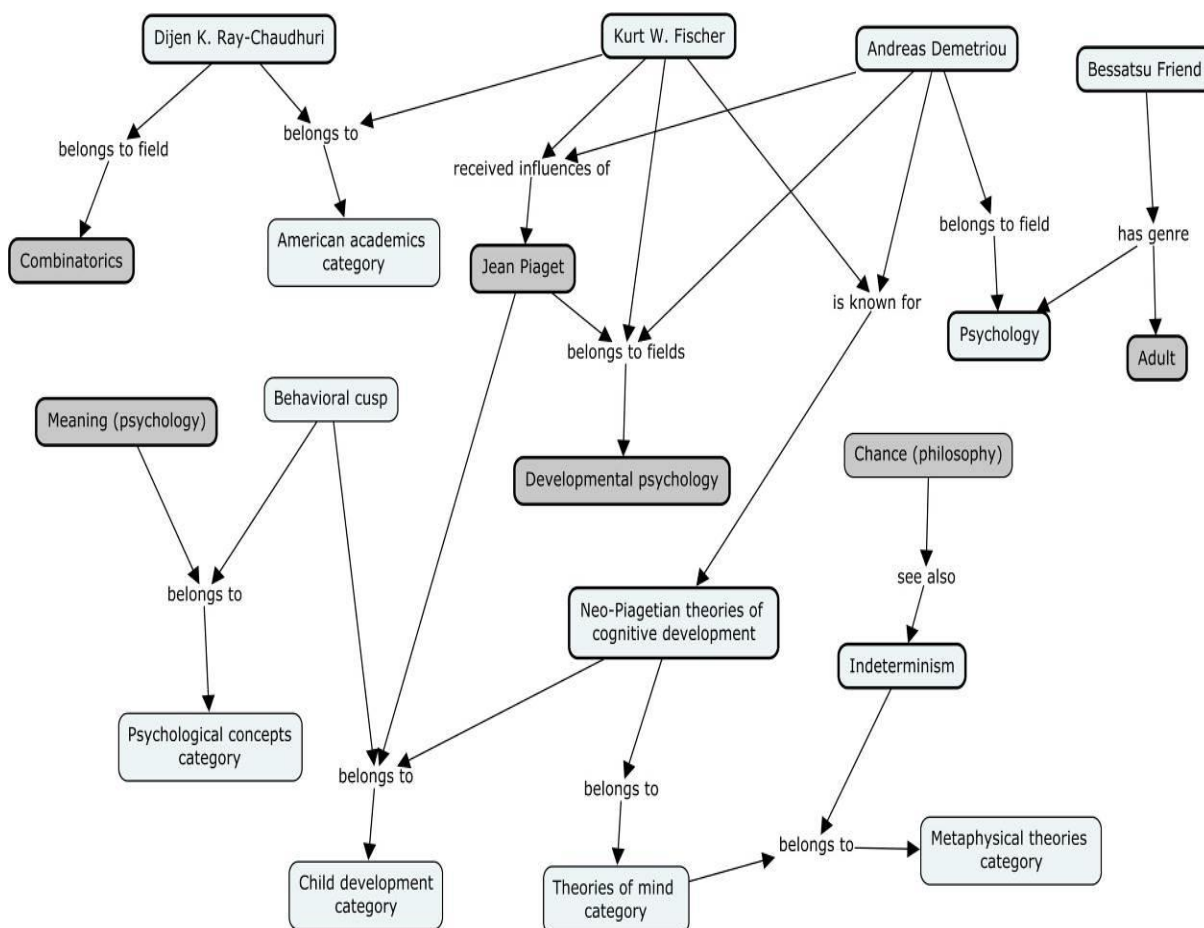 Dijen K. Ray-Chaudhuri
Kurt W. Fischer
Andreas Demetriou
Bessatsu Friend
belongs to field
belongs to
received influences of
belongs to field
has genre
Combinatorics
American academics
category
Jean Piaget
is known for
Psychology
Adult
belongs to fields
Meaning (psychology)
Behavioral cusp
Developmental psychology
Chance (philosophy)
see also
belongs to
Neo-Piagetian theories of
cognitive development
Indeterminism
Psychological concepts
category
belongs to
belongs to
belongs to
Metaphysical theories
category
Child development
category
Theories of mind
category